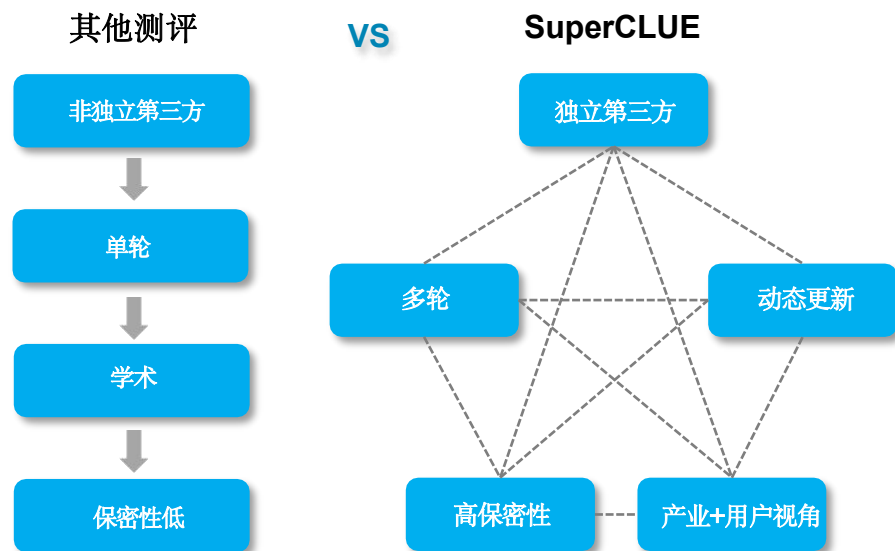 其他测评
VS
SuperCLUE
非独立第三方
单轮
学术
保密性低
独立第三方
多轮
动态更新
高保密性
产业+用户视角